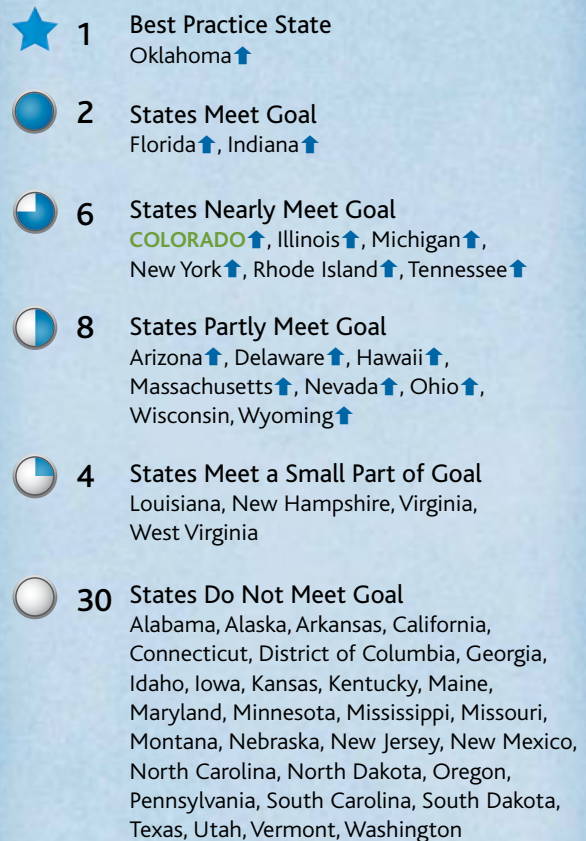 1 Best Practice State
Oklahoma⬆
2 States Meet Goal
Florida⬆, Indiana⬆
6 States Nearly Meet Goal
COLORADO⬆, Illinois⬆, Michigan⬆,
New York⬆, Rhode Island⬆, Tennessee⬆
8 States Partly Meet Goal
Arizona⬆, Delaware⬆, Hawaii⬆,
Massachusetts⬆, Nevada⬆, Ohio⬆,
Wisconsin, Wyoming⬆
4 States Meet a Small Part of Goal
Louisiana, New Hampshire, Virginia,
West Virginia
30 States Do Not Meet Goal
Alabama, Alaska, Arkansas, California,
Connecticut, District of Columbia, Georgia,
Idaho, Iowa, Kansas, Kentucky, Maine,
Maryland, Minnesota, Mississippi, Missouri,
Montana, Nebraska, New Jersey, New Mexico,
North Carolina, North Dakota, Oregon,
Pennsylvania, South Carolina, South Dakota,
Texas, Utah, Vermont, Washington